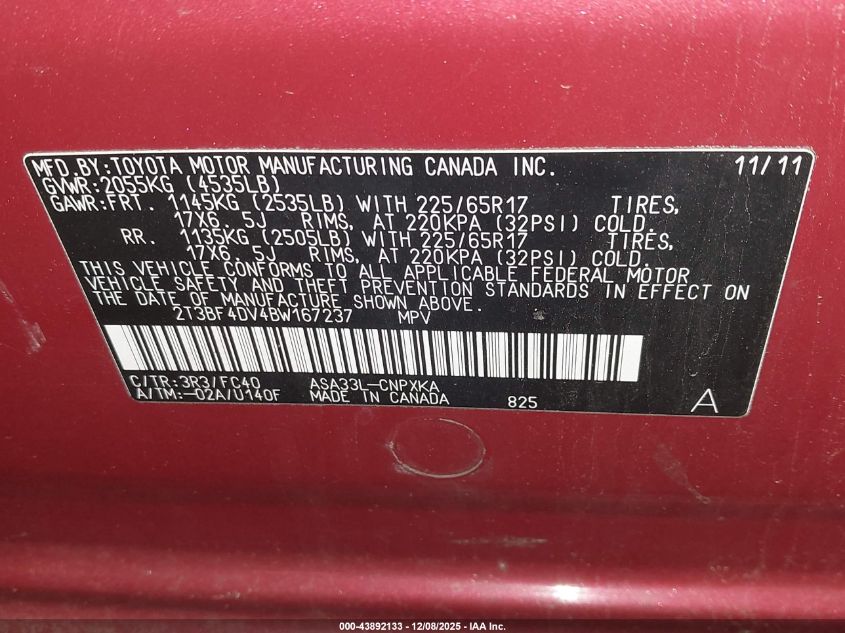 MFD.BY:TOYOTA MOTOR MANUFACTURING CANADA INC. 11/11
GVWR:2055KG (4535LB)
GAWR:FRT. 1145KG (2535LB) WITH 225/65R17 TIRES,
17X6.5J RIMS, AT 220KPA (32PSI) COLD.
RR. 1135KG (2505LB) WITH 225/65R17 TIRES,
17X6.5J RIMS, AT 220KPA (32PSI) COLD.
THIS VEHICLE CONFORMS TO ALL APPLICABLE FEDERAL MOTOR
VEHICLE SAFETY AND THEFT PREVENTION STANDARDS IN EFFECT ON
THE DATE OF MANUFACTURE SHOWN ABOVE.
2T3BF4DV4BW167237 MPV
C/TR:3R3/FC40 ASA33L-CNPXKA
A/TM:-02A/U140F MADE IN CANADA 825 A
000-43892133 - 12/08/2025 - IAA Inc.